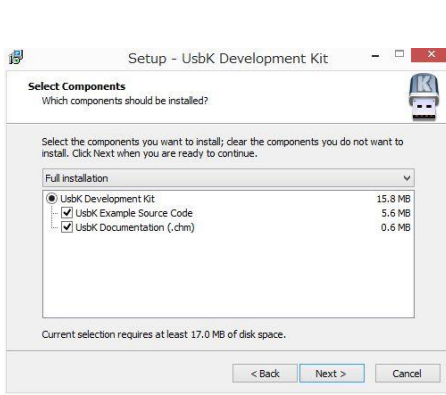 Setup - UsbK Development Kit
Select Components
Which components should be installed?
K
Select the components you want to install; clear the components you do not want to
install. Click Next when you are ready to continue.
Full installation
UsbK Development Kit 15.8 MB
UsbK Example Source Code 5.6 MB
UsbK Documentation (.chm) 0.6 MB
Current selection requires at least 17.0 MB of disk space.
< Back Next > Cancel